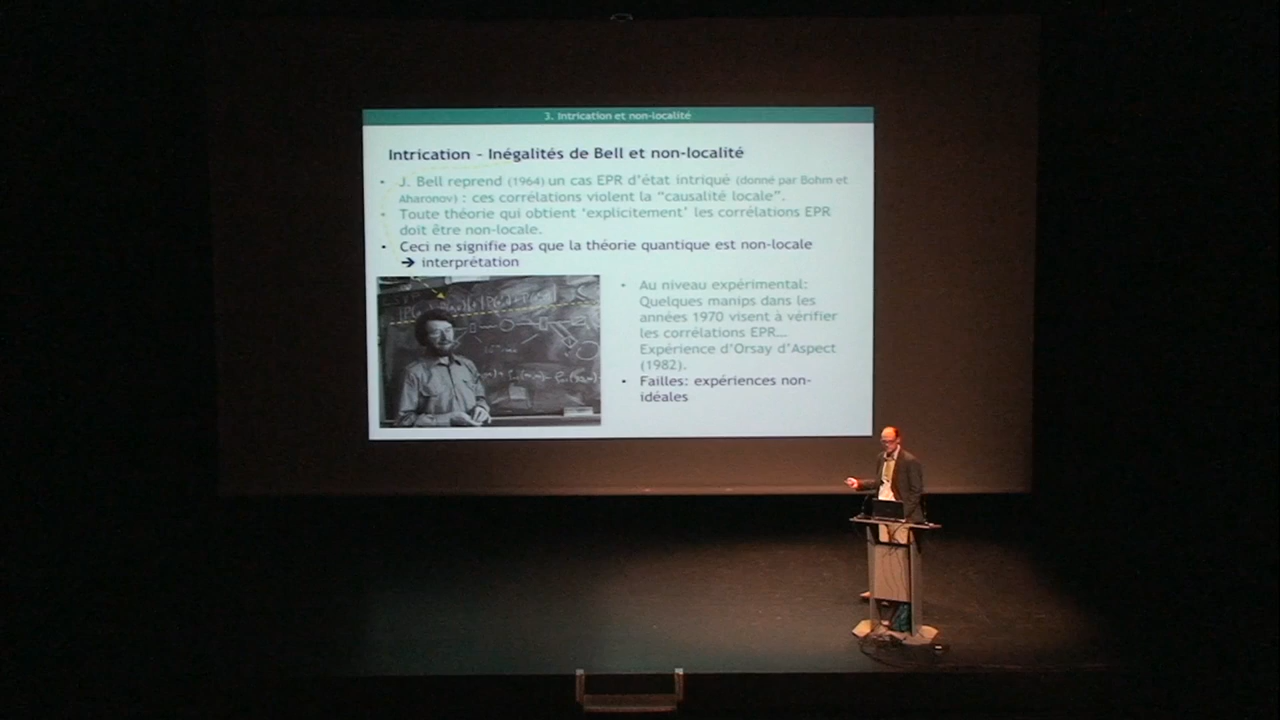 3. Intrication et non-localité
Intrication - Inégalités de Bell et non-localité
• J. Bell reprend (1964) un cas EPR d'état intriqué (donné par Bohm et
Aharonov) : ces corrélations violent la "causalité locale".
• Toute théorie qui obtient 'explicitement' les corrélations EPR
doit être non-locale.
• Ceci ne signifie pas que la théorie quantique est non-locale
➔ interprétation
• Au niveau expérimental:
Quelques manips dans les
années 1970 visent à vérifier
les corrélations EPR…
Expérience d'Orsay d'Aspect
(1982).
• Failles: expériences non-
idéales